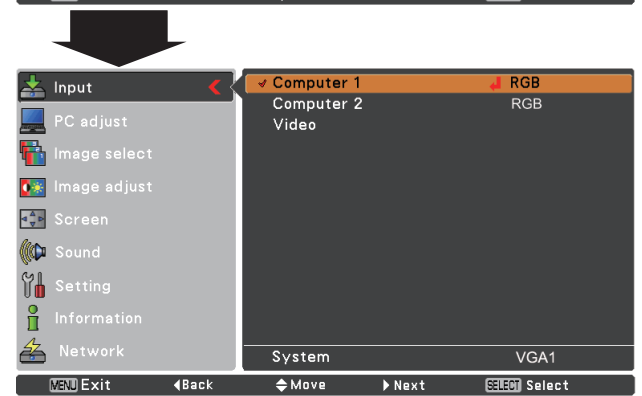 Input
PC adjust
Image select
Image adjust
Screen
Sound
Setting
Information
Network
Computer 1 RGB
Computer 2 RGB
Video
System VGA1
MENU Exit Back Move Next SELECT Select